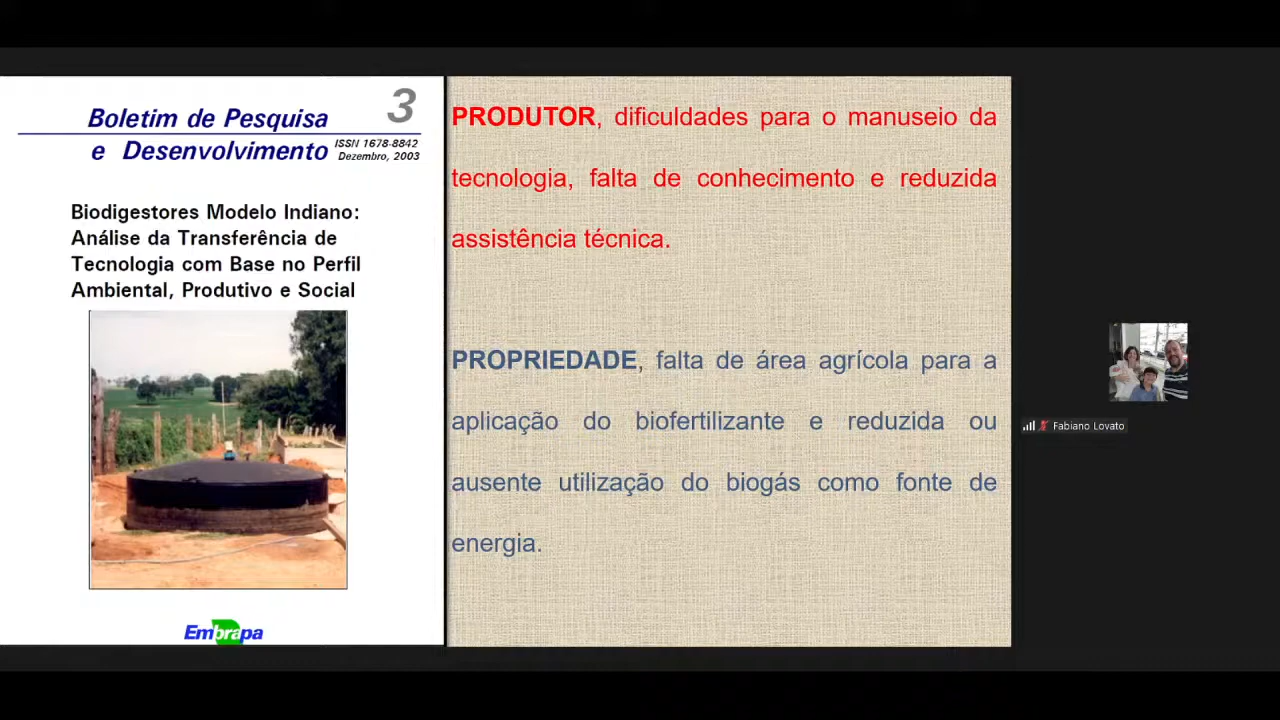 Boletim de Pesquisa
e Desenvolvimento
3
ISSN 1678-8842
Dezembro, 2003
Biodigestores Modelo Indiano:
Análise da Transferência de
Tecnologia com Base no Perfil
Ambiental, Produtivo e Social
Embrapa
PRODUTOR, dificuldades para o manuseio da
tecnologia, falta de conhecimento e reduzida
assistência técnica.
PROPRIEDADE, falta de área agrícola para a
aplicação do biofertilizante e reduzida ou
ausente utilização do biogás como fonte de
energia.
Fabiano Lovato